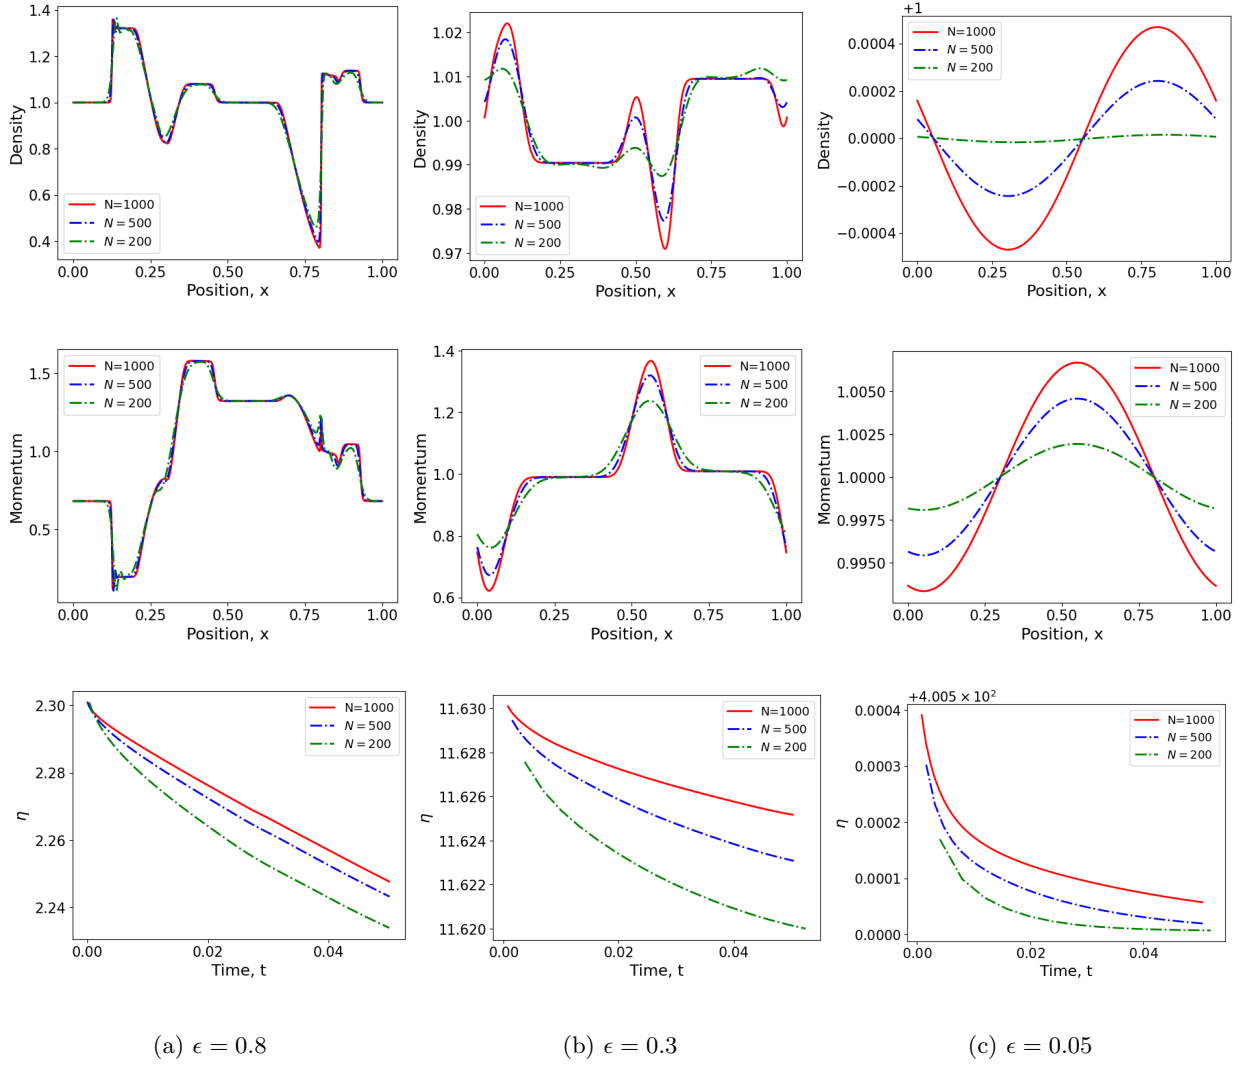 +1
1.4
1.2
1.0
0.8
0.6
0.4
Density
N=1000
N = 500
N = 200
0.00 0.25 0.50 0.75 1.00
Position, x
1.02
1.01
1.00
0.99
0.98
0.97
Density
N=1000
N = 500
N = 200
0.00 0.25 0.50 0.75 1.00
Position, x
0.0004
0.0002
0.0000
−0.0002
−0.0004
Density
N=1000
N = 500
N = 200
0.00 0.25 0.50 0.75 1.00
Position, x
1.5
1.0
0.5
Momentum
N=1000
N = 500
N = 200
0.00 0.25 0.50 0.75 1.00
Position, x
1.4
1.2
1.0
0.8
0.6
Momentum
N=1000
N = 500
N = 200
0.00 0.25 0.50 0.75 1.00
Position, x
1.0050
1.0025
1.0000
0.9975
0.9950
Momentum
N=1000
N = 500
N = 200
0.00 0.25 0.50 0.75 1.00
Position, x
2.30
2.28
2.26
2.24
η
N=1000
N = 500
N = 200
0.00 0.02 0.04
Time, t
11.630
11.628
11.626
11.624
11.622
11.620
η
N=1000
N = 500
N = 200
0.00 0.02 0.04
Time, t
+4.005 × 10²
0.0004
0.0003
0.0002
0.0001
0.0000
η
N=1000
N = 500
N = 200
0.00 0.02 0.04
Time, t
(a) ϵ = 0.8
(b) ϵ = 0.3
(c) ϵ = 0.05